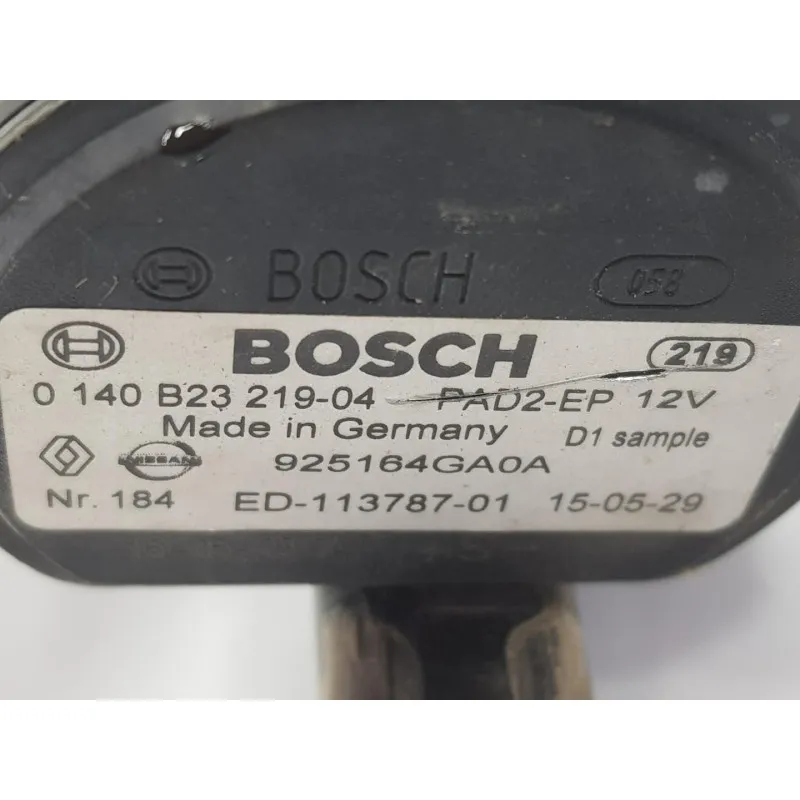 BOSCH 058
BOSCH 219
0 140 B23 219-04 PAD2-EP 12V
Made in Germany D1 sample
NISSAN 925164GA0A
Nr. 184 ED-113787-01 15-05-29